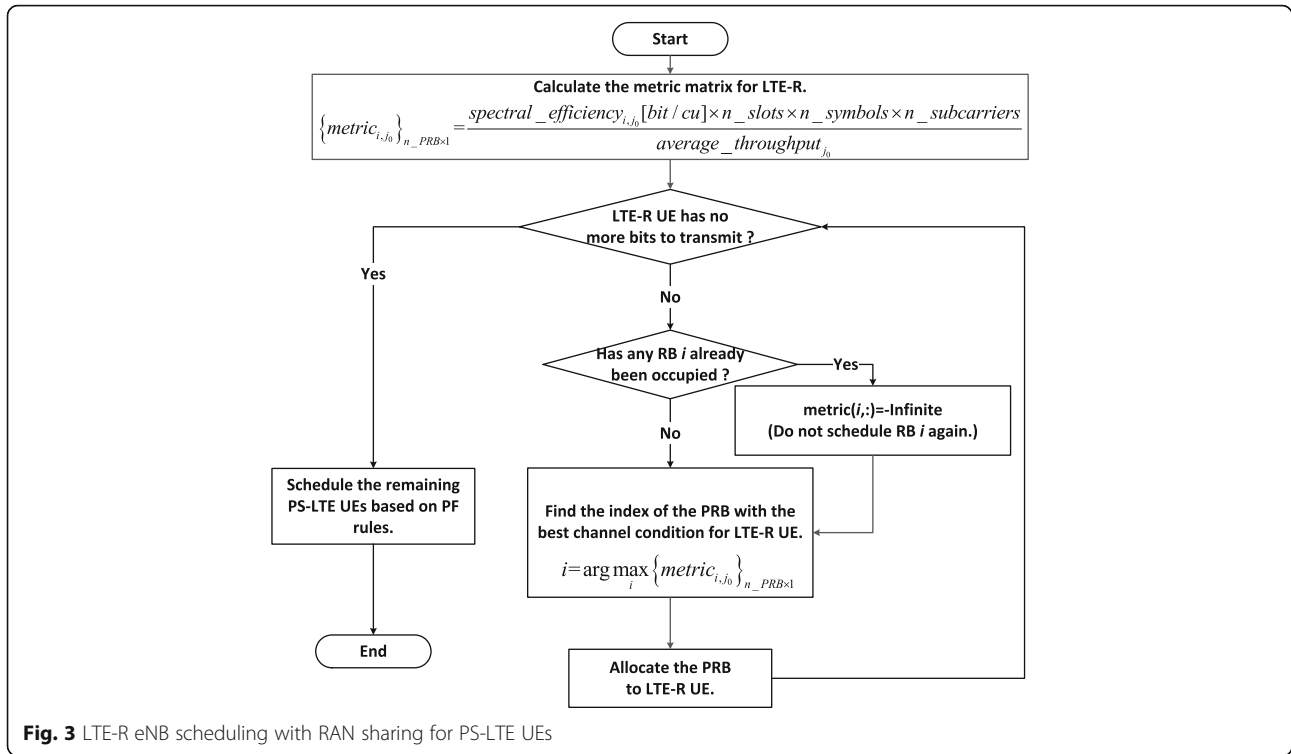 Start
Calculate the metric matrix for LTE-R.
{metric_{i,j_0}}_{n_PRB×1} = \frac{spectral_efficiency_{i,j_0}[bit/cu]×n_slots×n_symbols×n_subcarriers}{average_throughput_{j_0}}
LTE-R UE has no
more bits to transmit ?
Yes
No
Has any RB i already
been occupied ?
Yes
metric(i,:)=-Infinite
(Do not schedule RB i again.)
No
Schedule the remaining
PS-LTE UEs based on PF
rules.
Find the index of the PRB with the
best channel condition for LTE-R UE.
i = arg max_i {metric_{i,j_0}}_{n_PRB×1}
End
Allocate the PRB
to LTE-R UE.
Fig. 3 LTE-R eNB scheduling with RAN sharing for PS-LTE UEs